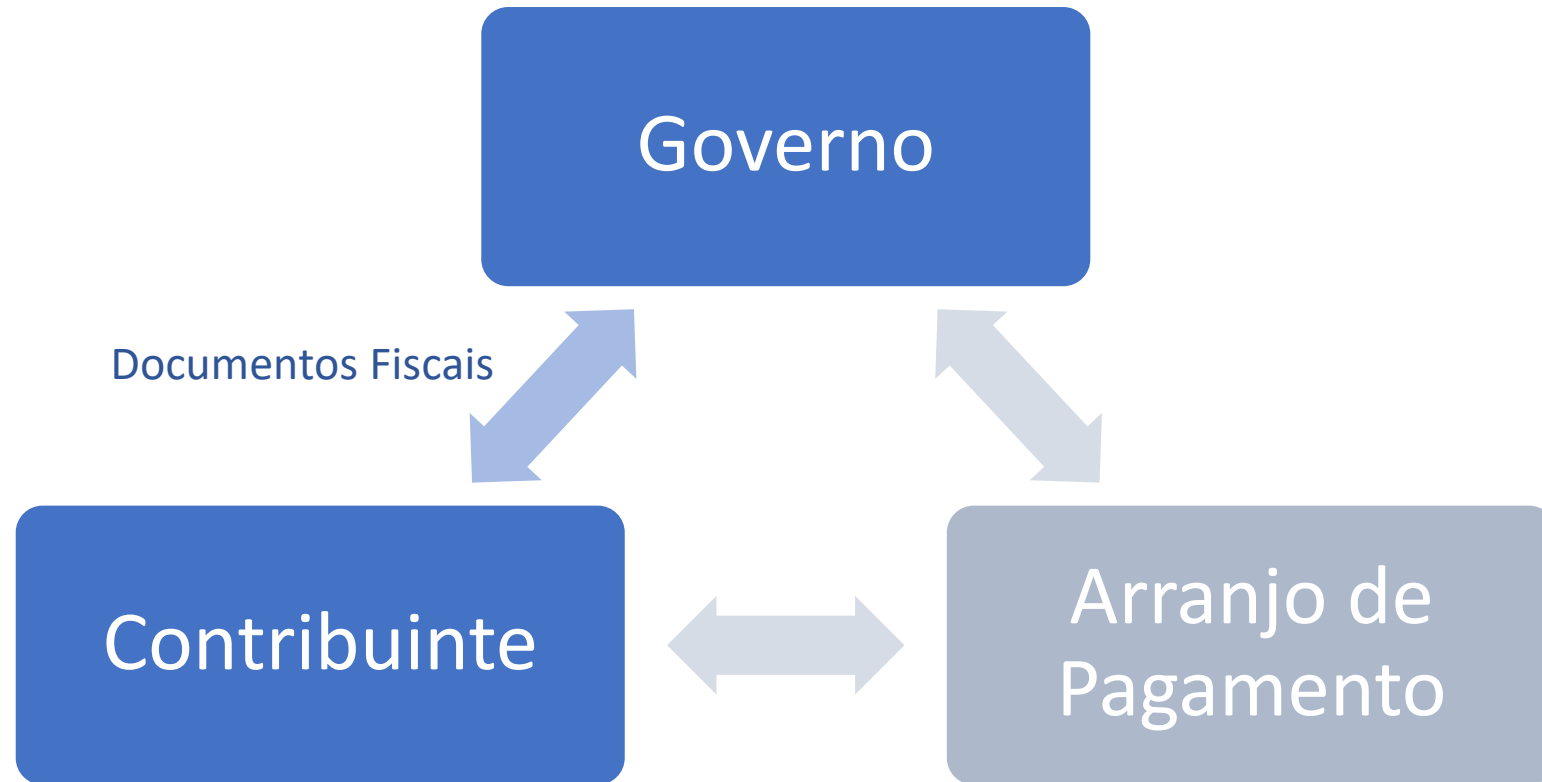 Governo
Documentos Fiscais
Contribuinte
Arranjo de
Pagamento